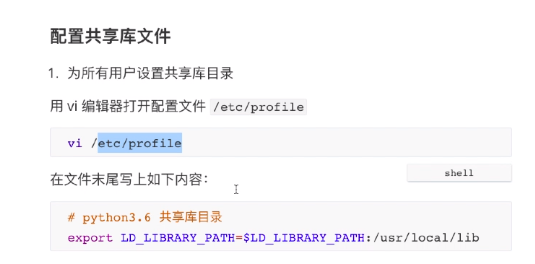 配置共享库文件
1. 为所有用户设置共享库目录
用 vi 编辑器打开配置文件 /etc/profile
vi /etc/profile
在文件末尾写上如下内容:
shell
# python3.6 共享库目录
export LD_LIBRARY_PATH=$LD_LIBRARY_PATH:/usr/local/lib